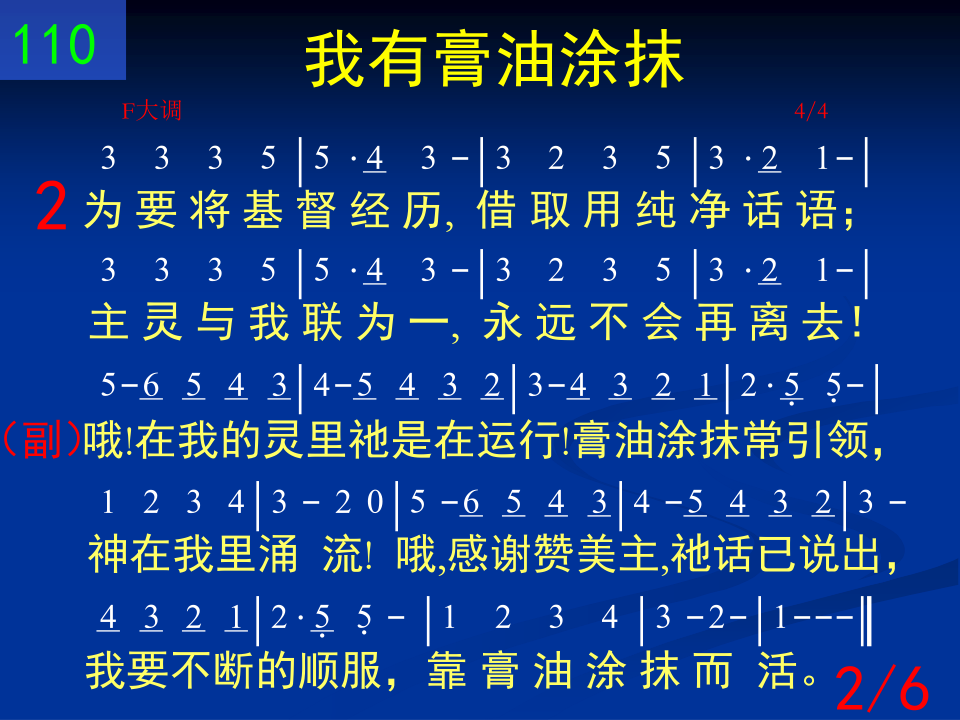 110
我有膏油涂抹
F大调 4/4
3 3 3 5|5·4 3-|3 2 3 5|3·2 1-|
2 为要将基督经历, 借取用纯净话语;
3 3 3 5|5·4 3-|3 2 3 5|3·2 1-|
主灵与我联为一, 永远不会再离去!
5-6 5 4 3|4-5 4 3 2|3-4 3 2 1|2·5̣ 5̣-|
(副)哦!在我的灵里祂是在运行!膏油涂抹常引领,
1 2 3 4|3-2 0|5-6 5 4 3|4-5 4 3 2|3-
神在我里涌 流! 哦,感谢赞美主,祂话已说出,
4 3 2 1|2·5̣ 5̣-|1 2 3 4|3-2-|1---‖
我要不断的顺服, 靠膏油涂抹而 活。
2/6